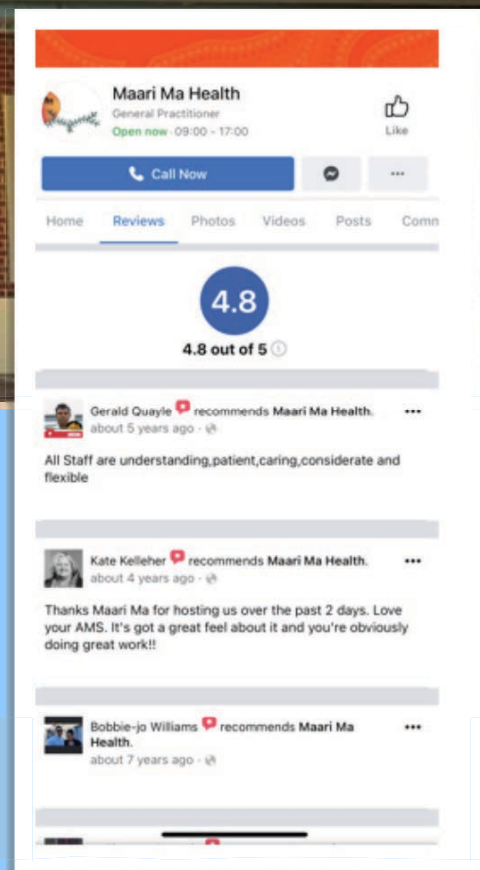 Maari Ma Health
General Practitioner
Open now · 09:00 - 17:00
Like
Call Now
Home Reviews Photos Videos Posts Comn
4.8
4.8 out of 5
Gerald Quayle recommends Maari Ma Health.
about 5 years ago ·
All Staff are understanding,patient,caring,considerate and
flexible
Kate Kelleher recommends Maari Ma Health.
about 4 years ago ·
Thanks Maari Ma for hosting us over the past 2 days. Love
your AMS. It's got a great feel about it and you're obviously
doing great work!!
Bobbie-jo Williams recommends Maari Ma
Health.
about 7 years ago ·